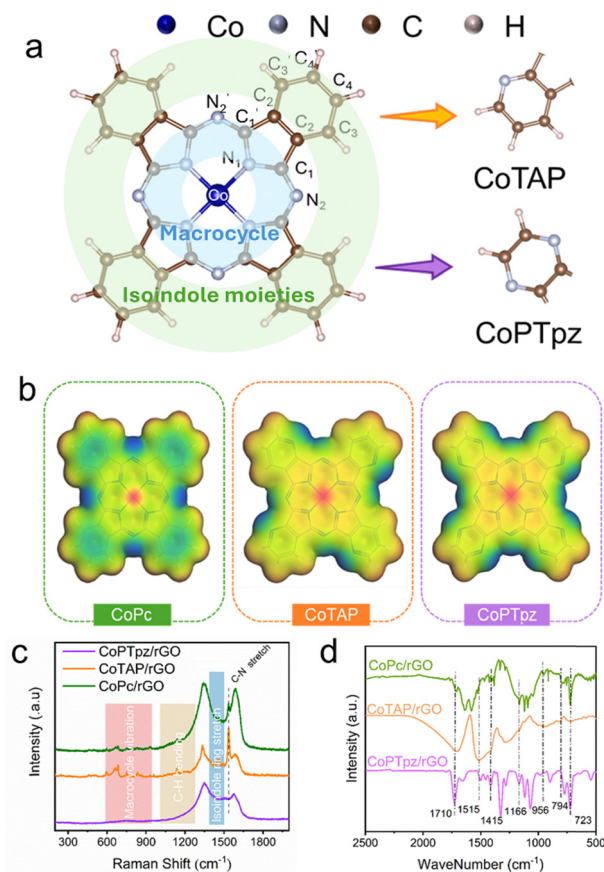 a
Co N C H
C3' C4'
C4
N2' C1' C2'
C2 C3
N1 C1
Co N2
Macrocycle
Isoindole moieties
CoTAP
CoPTpz
b
CoPc CoTAP CoPTpz
c
CoPTpz/rGO
CoTAP/rGO
CoPc/rGO
Macrocycle vibration
C-H bending
Isoindole ring stretch
C-N stretch
Intensity (.a.u)
300 600 900 1200 1500 1800
Raman Shift (cm-1)
d
CoPc/rGO
CoTAP/rGO
CoPTpz/rGO
1710 1515 1415 1166 956 794 723
Intensity (a.u.)
2500 2000 1500 1000 500
WaveNumber (cm-1)